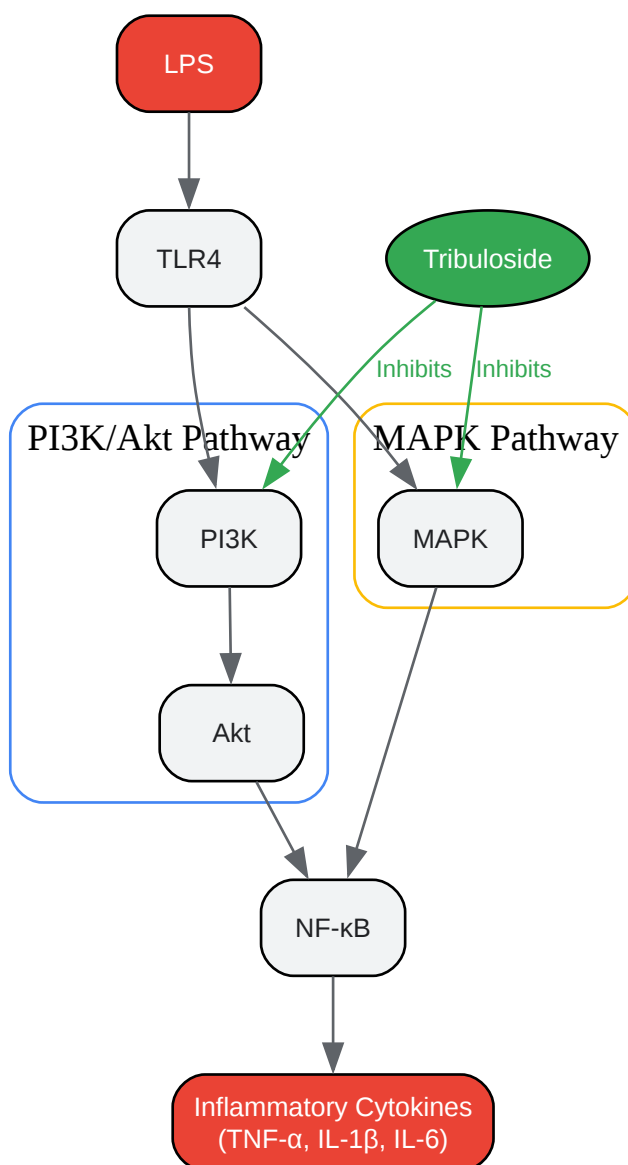 LPS
TLR4
Tribuloside
Inhibits
Inhibits
PI3K/Akt Pathway
MAPK Pathway
PI3K
MAPK
Akt
NF-κB
Inflammatory Cytokines
(TNF-α, IL-1β, IL-6)